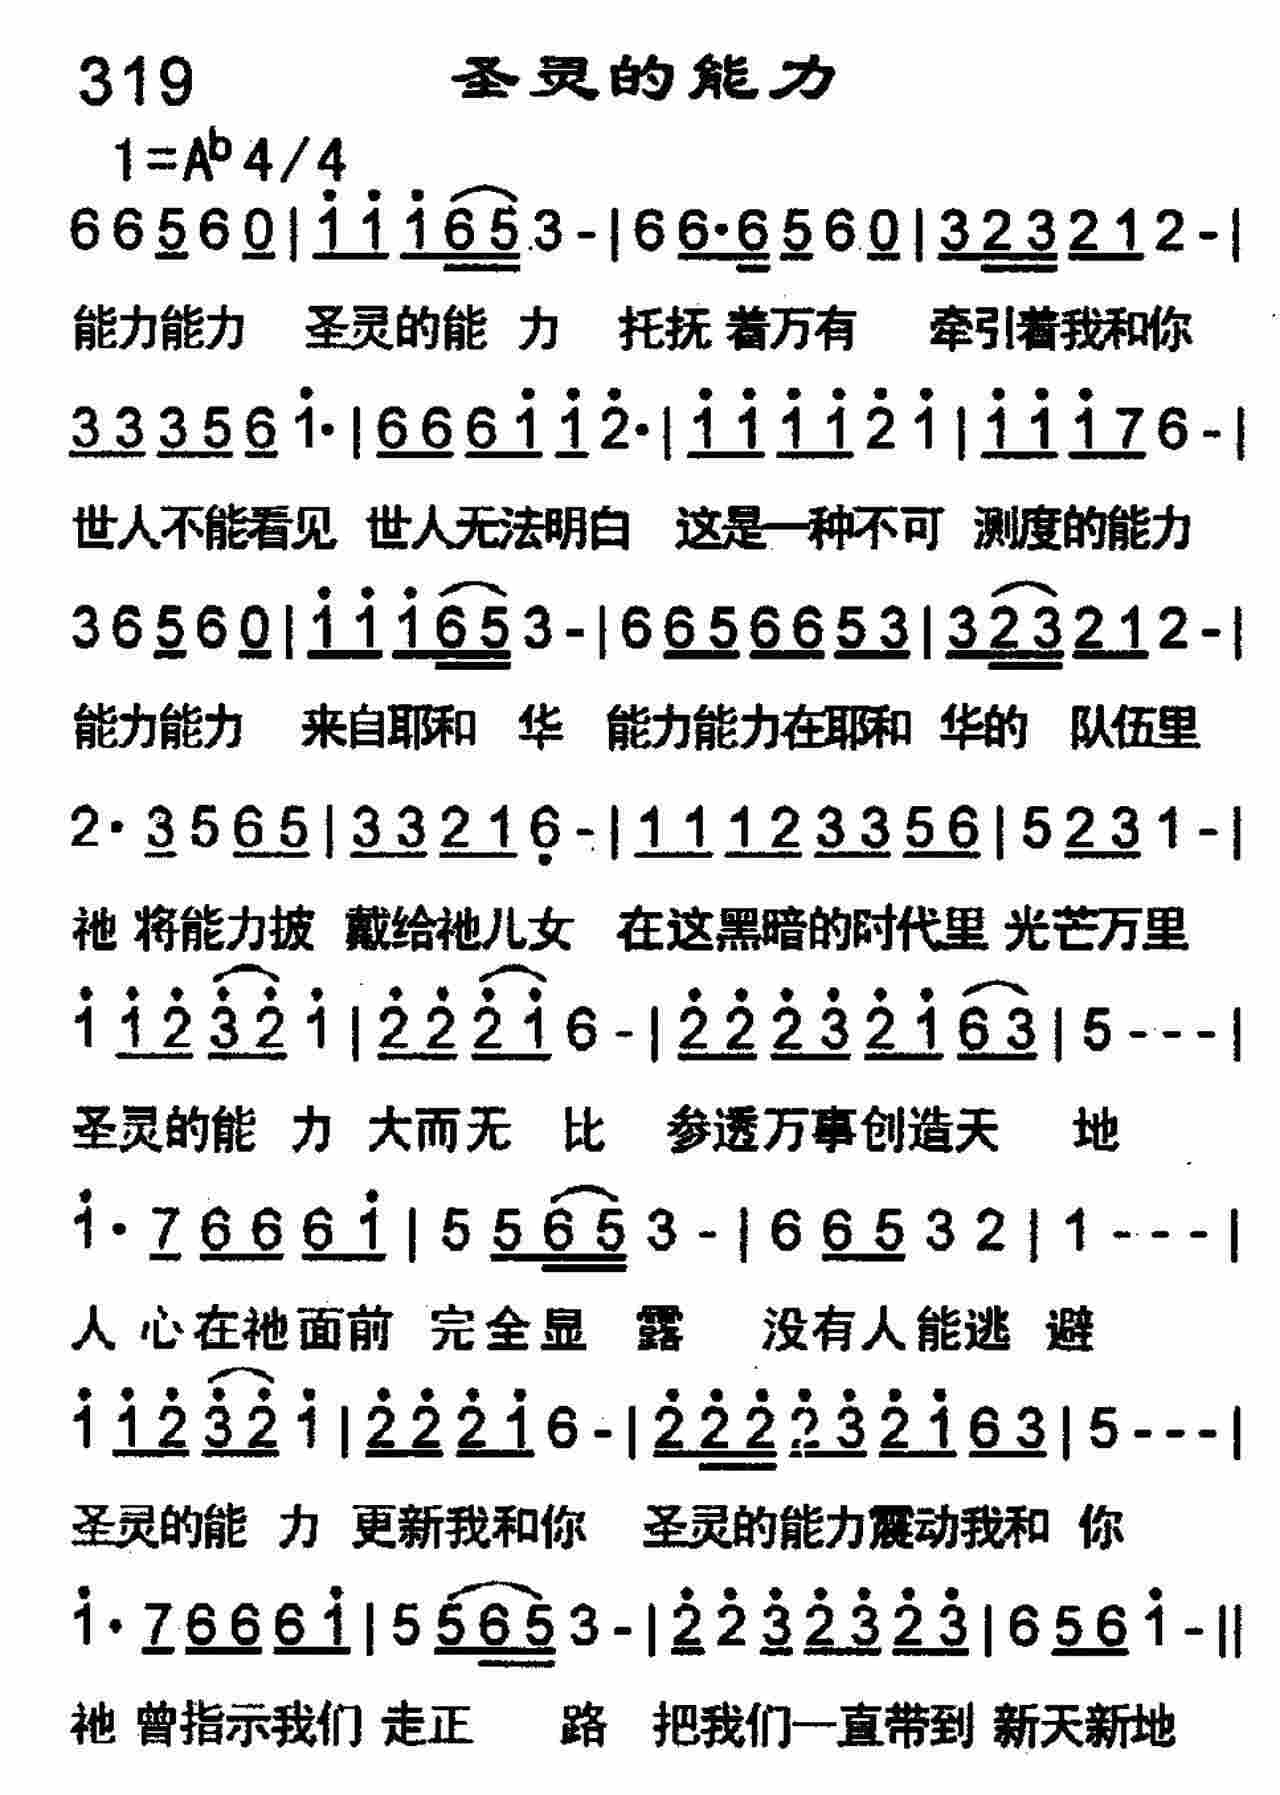 319 圣灵的能力
1=Ab 4/4
6 6 5 6 0 | 1 1 1 6 5 3 - | 6 6· 6 5 6 0 | 3 2 3 2 1 2 - |
能力能力 圣灵的能 力 托抚 着万有 牵引着我和你
3 3 3 5 6 1· | 6 6 6 1 1 2· | 1 1 1 1 2 1 | 1 1 1 7 6 - |
世人不能看见 世人无法明白 这是一种不可 测度的能力
3 6 5 6 0 | 1 1 1 6 5 3 - | 6 6 5 6 6 5 3 | 3 2 3 2 1 2 - |
能力能力 来自耶和 华 能力能力在耶和 华的 队伍里
2· 3 5 6 5 | 3 3 2 1 6 - | 1 1 1 2 3 3 5 6 | 5 2 3 1 - |
祂 将能力披 戴给祂儿女 在这黑暗的时代里 光芒万里
1 1 2 3 2 1 | 2 2 2 1 6 - | 2 2 2 3 2 1 6 3 | 5 - - - |
圣灵的能 力 大而无 比 参透万事创造天 地
1· 7 6 6 6 1 | 5 5 6 5 3 - | 6 6 5 3 2 | 1 - - - |
人 心在祂面前 完全显 露 没有人能逃 避
1 1 2 3 2 1 | 2 2 2 1 6 - | 2 2 2 2 3 2 1 6 3 | 5 - - - |
圣灵的能 力 更新我和你 圣灵的能力震动我和 你
1· 7 6 6 6 1 | 5 5 6 5 3 - | 2 2 3 2 3 2 3 | 6 5 6 1 - ||
祂 曾指示我们 走正 路 把我们一直带到 新天新地